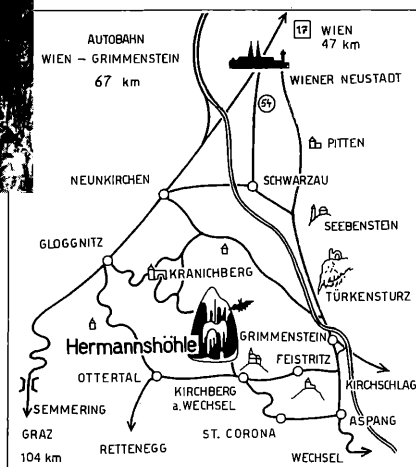 AUTOBAHN
WIEN – GRIMMENSTEIN
67 km
17 WIEN
47 km
WIENER NEUSTADT
54
PITTEN
NEUNKIRCHEN
SCHWARZAU
SEEBENSTEIN
GLOGGNITZ
KRANICHBERG
TÜRKENSTURZ
Hermannshöhle
GRIMMENSTEIN
FEISTRITZ
OTTERTAL
KIRCHBERG
a. WECHSEL
KIRCHSCHLAG
SEMMERING
ST. CORONA
ASPANG
GRAZ
104 km
RETTENEGG
WECHSEL